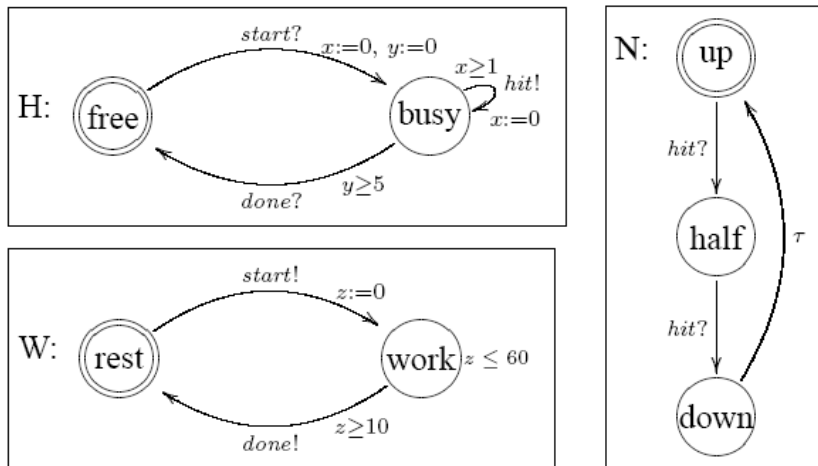 H:
start?
x:=0, y:=0
free
busy
x≥1
hit!
x:=0
y≥5
done?
W:
start!
z:=0
rest
work
z ≤ 60
z≥10
done!
N:
up
hit?
half
τ
hit?
down